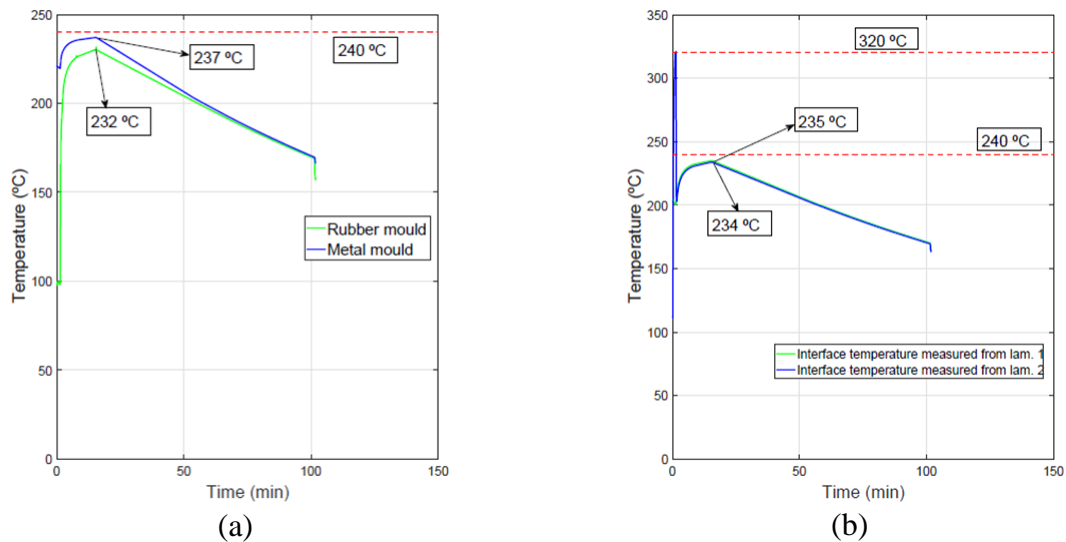 250
240 ºC
237 ºC
200
232 ºC
150
Temperature (ºC)
Rubber mould
Metal mould
100
50
0
0 50 100 150
Time (min)
(a)
350
320 ºC
300
250
235 ºC
240 ºC
200
234 ºC
150
Temperature (ºC)
100
Interface temperature measured from lam. 1
Interface temperature measured from lam. 2
50
0
0 50 100 150
Time (min)
(b)